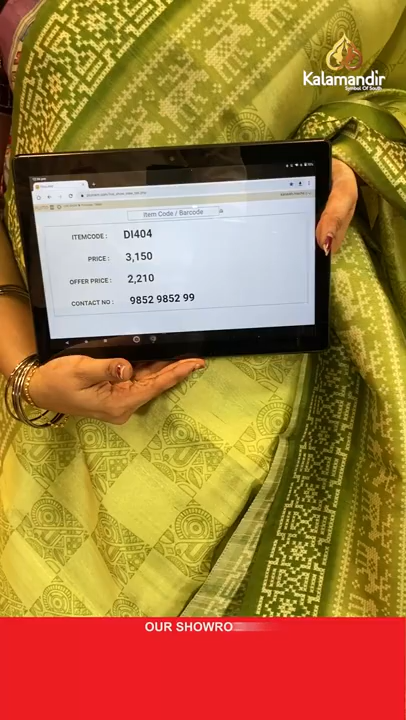 Kalamandir
Symbol Of South
Item Code / Barcode
ITEMCODE : DI404
PRICE : 3,150
OFFER PRICE : 2,210
CONTACT NO : 9852 9852 99
OUR SHOWRO